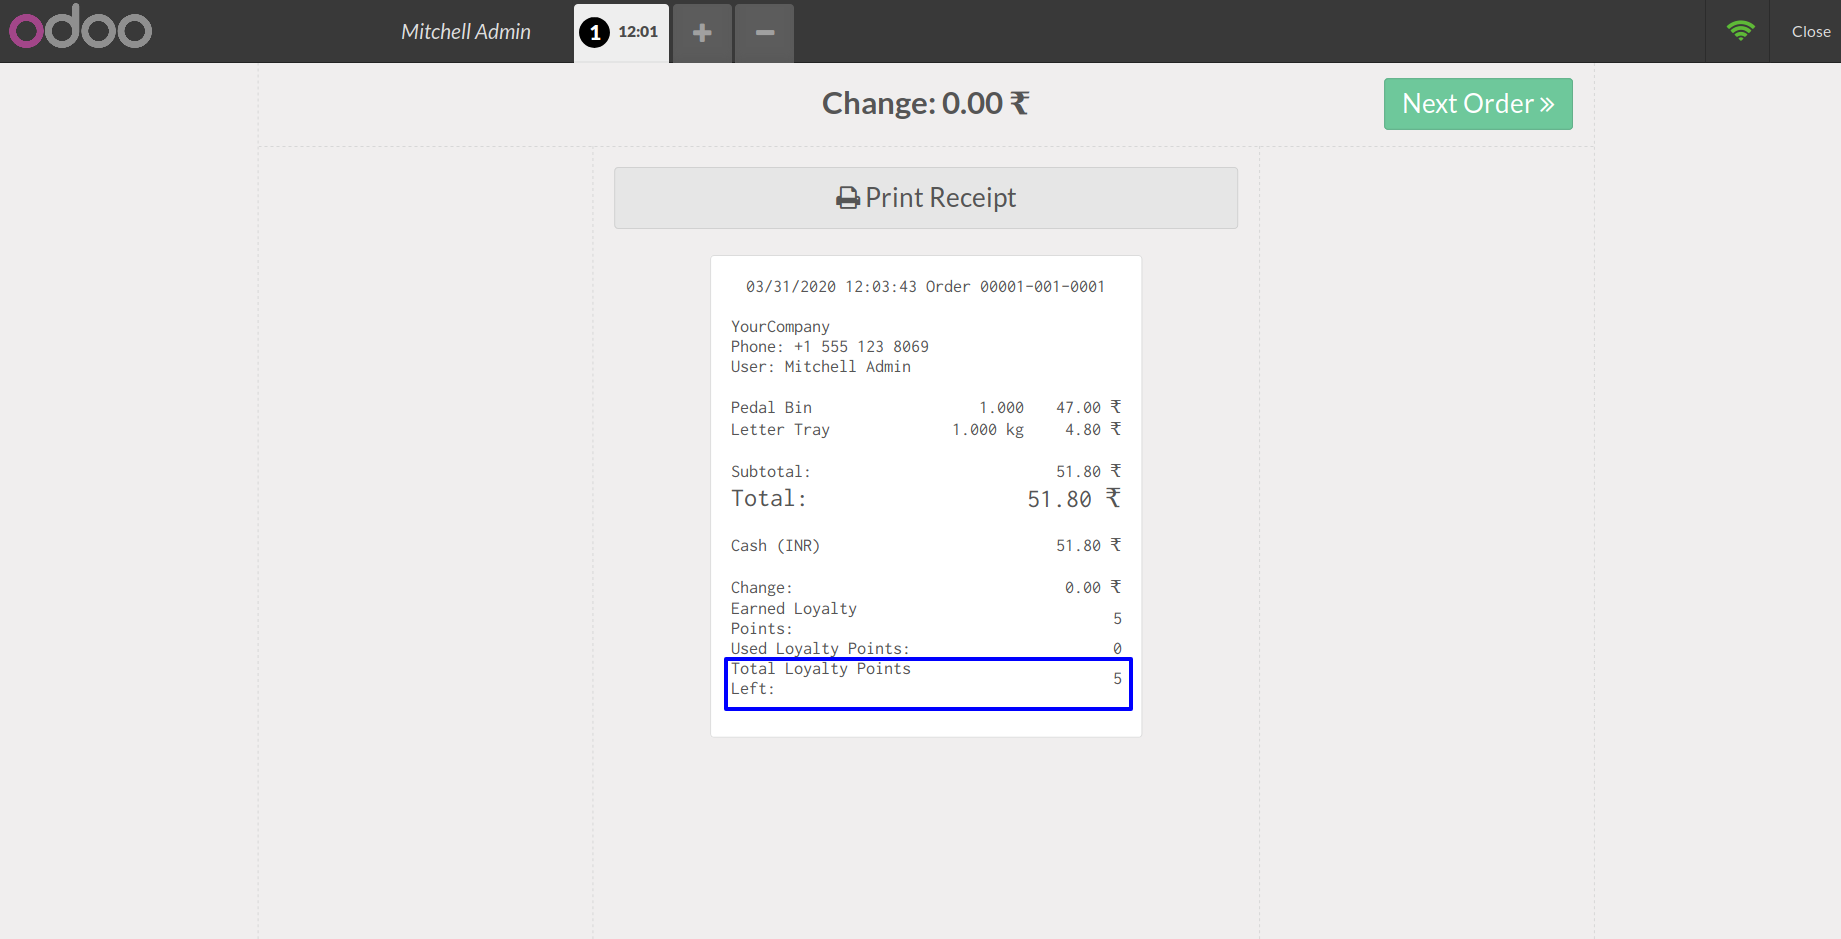 odoo Mitchell Admin 1 12:01 Close
Change: 0.00 ₹ Next Order »
Print Receipt
03/31/2020 12:03:43 Order 00001-001-0001
YourCompany
Phone: +1 555 123 8069
User: Mitchell Admin
Pedal Bin 1.000 47.00 ₹
Letter Tray 1.000 kg 4.80 ₹
Subtotal: 51.80 ₹
Total: 51.80 ₹
Cash (INR) 51.80 ₹
Change: 0.00 ₹
Earned Loyalty
Points: 5
Used Loyalty Points: 0
Total Loyalty Points
Left: 5